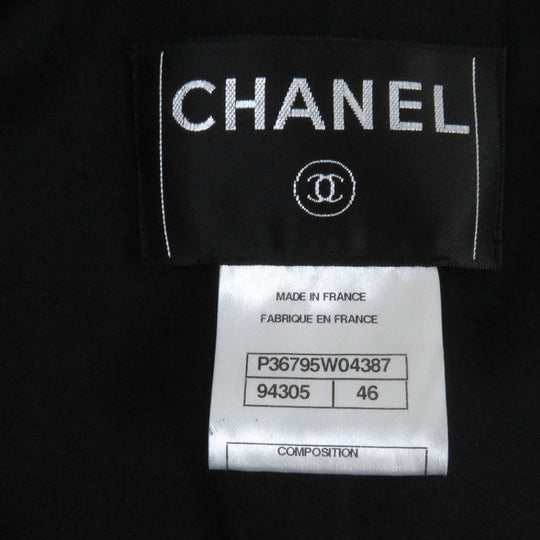 CHANEL
MADE IN FRANCE
FABRIQUE EN FRANCE
P36795W04387
94305 46
COMPOSITION